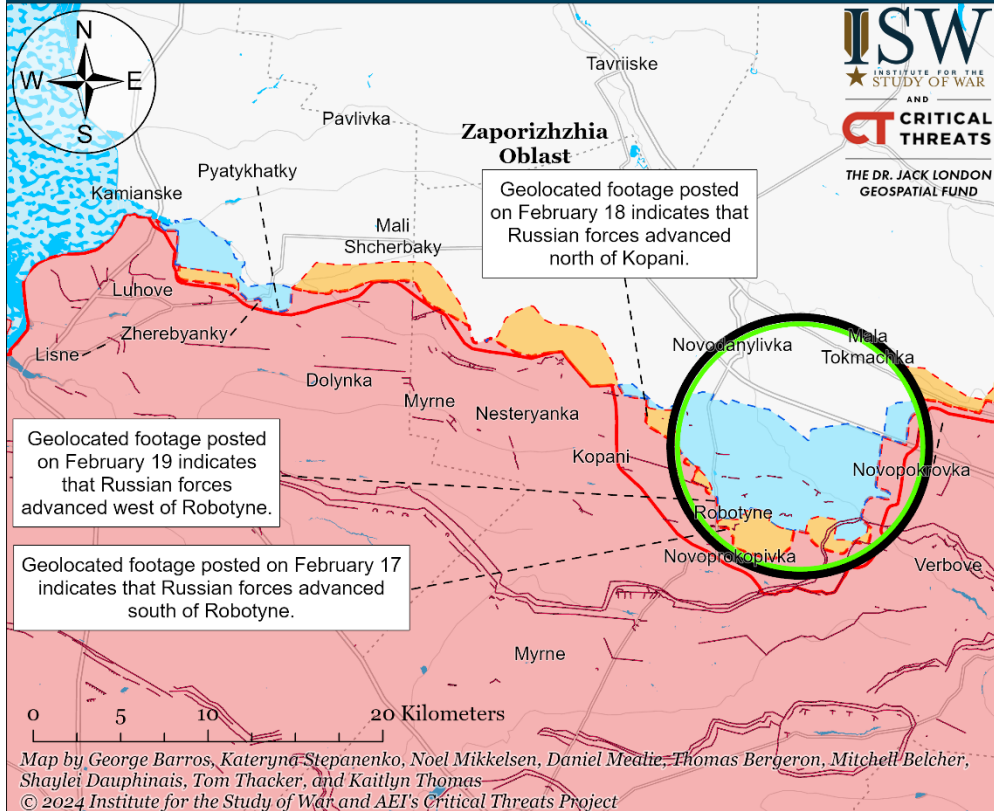 N
W E
S
ISW
INSTITUTE FOR THE
STUDY OF WAR
AND
CT CRITICAL
THREATS
THE DR. JACK LONDON
GEOSPATIAL FUND
Tavriiske
Pavlivka
Zaporizhzhia
Oblast
Pyatykhatky
Kamianske
Mali
Shcherbaky
Geolocated footage posted
on February 18 indicates that
Russian forces advanced
north of Kopani.
Luhove
Zherebyanky
Lisne
Dolynka
Myrne
Nesteryanka
Novodanylivka
Mala
Tokmachka
Kopani
Novopokrovka
Geolocated footage posted
on February 19 indicates
that Russian forces
advanced west of Robotyne.
Robotyne
Novoprokopivka
Verbove
Geolocated footage posted on February 17
indicates that Russian forces advanced
south of Robotyne.
Myrne
0 5 10 20 Kilometers
Map by George Barros, Kateryna Stepanenko, Noel Mikkelsen, Daniel Mealie, Thomas Bergeron, Mitchell Belcher,
Shaylei Dauphinais, Tom Thacker, and Kaitlyn Thomas
© 2024 Institute for the Study of War and AEI's Critical Threats Project